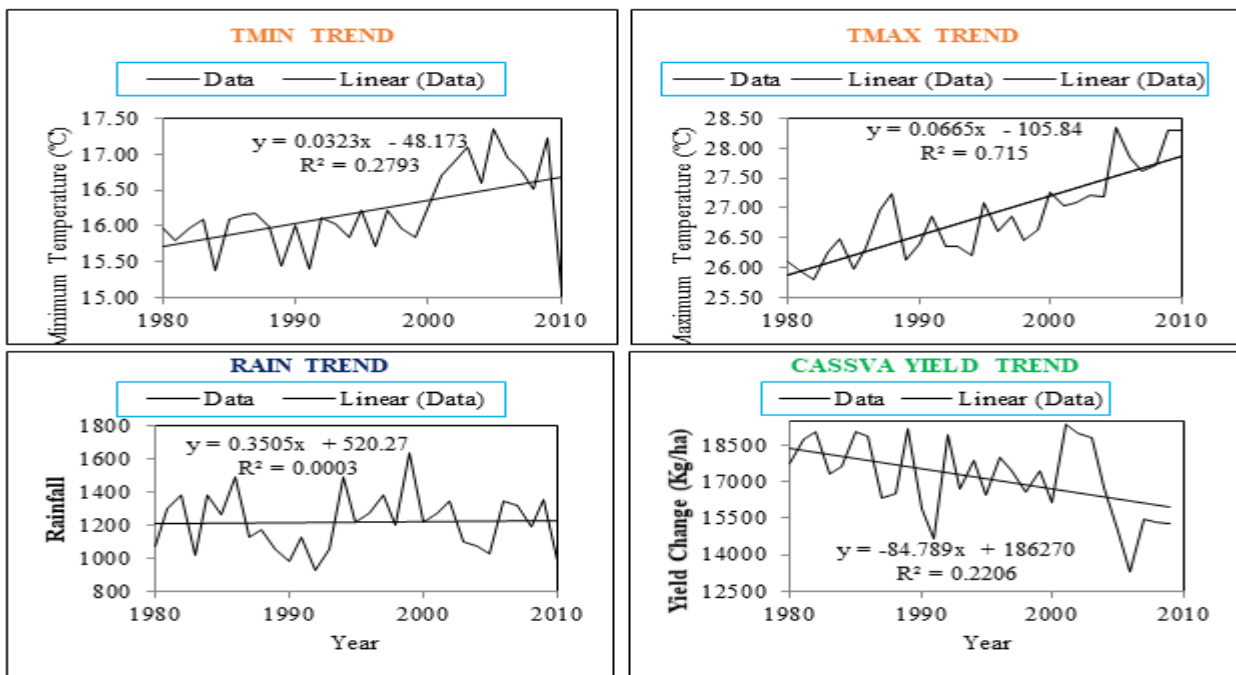 TMIN TREND
Data Linear (Data)
Minimum Temperature (°C)
17.50
17.00
16.50
16.00
15.50
15.00
y = 0.0323x - 48.173
R² = 0.2793
1980 1990 2000 2010
TMAX TREND
Data Linear (Data) Linear (Data)
Maximum Temperature (°C)
28.50
28.00
27.50
27.00
26.50
26.00
25.50
y = 0.0665x - 105.84
R² = 0.715
1980 1990 2000 2010
RAIN TREND
Data Linear (Data)
Rainfall
1800
1600
1400
1200
1000
800
y = 0.3505x + 520.27
R² = 0.0003
1980 1990 2000 2010
Year
CASSVA YIELD TREND
Data Linear (Data)
Yield Change (Kg/ha)
18500
17000
15500
14000
12500
y = -84.789x + 186270
R² = 0.2206
1980 1990 2000 2010
Year